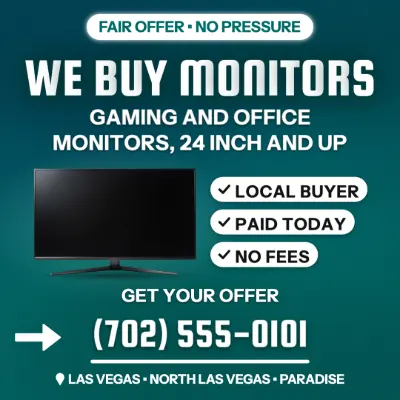 FAIR OFFER • NO PRESSURE
WE BUY MONITORS
GAMING AND OFFICE
MONITORS, 24 INCH AND UP
LOCAL BUYER
PAID TODAY
NO FEES
GET YOUR OFFER
(702) 555-0101
LAS VEGAS • NORTH LAS VEGAS • PARADISE